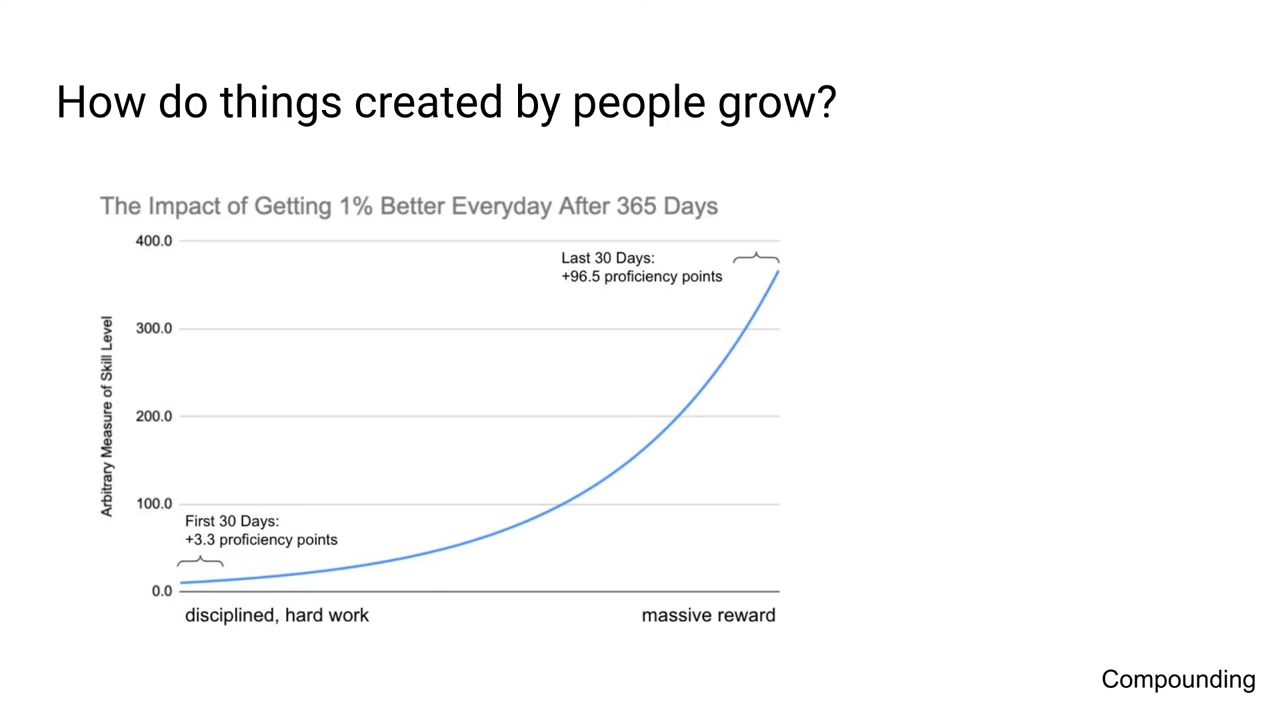 How do things created by people grow?
The Impact of Getting 1% Better Everyday After 365 Days
400.0
Last 30 Days:
+96.5 proficiency points
300.0
Arbitrary Measure of Skill Level
200.0
100.0
First 30 Days:
+3.3 proficiency points
0.0
disciplined, hard work
massive reward
Compounding